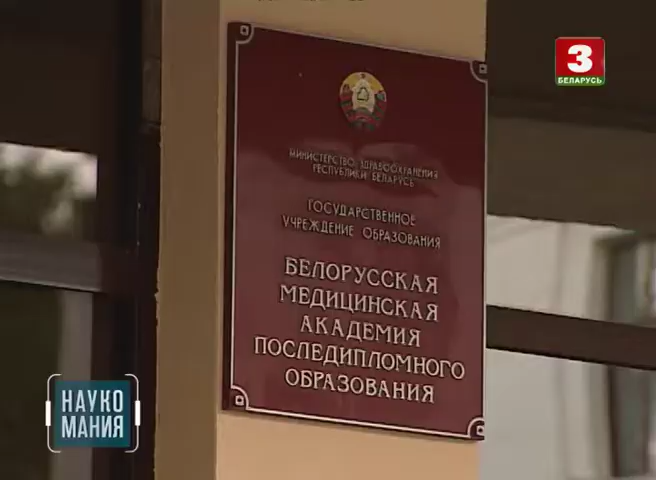 3
БЕЛАРУСЬ
МИНИСТЕРСТВО ЗДРАВООХРАНЕНИЯ
РЕСПУБЛИКИ БЕЛАРУСЬ
ГОСУДАРСТВЕННОЕ
УЧРЕЖДЕНИЕ ОБРАЗОВАНИЯ
БЕЛОРУССКАЯ
МЕДИЦИНСКАЯ
АКАДЕМИЯ
ПОСЛЕДИПЛОМНОГО
ОБРАЗОВАНИЯ
НАУКО
МАНИЯ